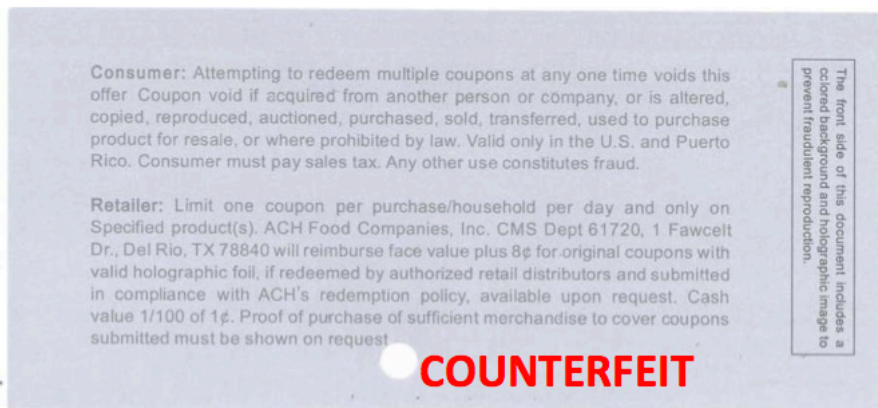 Consumer: Attempting to redeem multiple coupons at any one time voids this
offer Coupon void if acquired from another person or company, or is altered,
copied, reproduced, auctioned, purchased, sold, transferred, used to purchase
product for resale, or where prohibited by law. Valid only in the U.S. and Puerto
Rico. Consumer must pay sales tax. Any other use constitutes fraud.
Retailer: Limit one coupon per purchase/household per day and only on
Specified product(s). ACH Food Companies, Inc. CMS Dept 61720, 1 Fawcelt
Dr., Del Rio, TX 78840 will reimburse face value plus 8¢ for original coupons with
valid holographic foil, if redeemed by authorized retail distributors and submitted
in compliance with ACH's redemption policy, available upon request. Cash
value 1/100 of 1¢. Proof of purchase of sufficient merchandise to cover coupons
submitted must be shown on request
COUNTERFEIT
The front side of this document includes a
cclored background and holographic image to
prevent fraudulent reproduction.